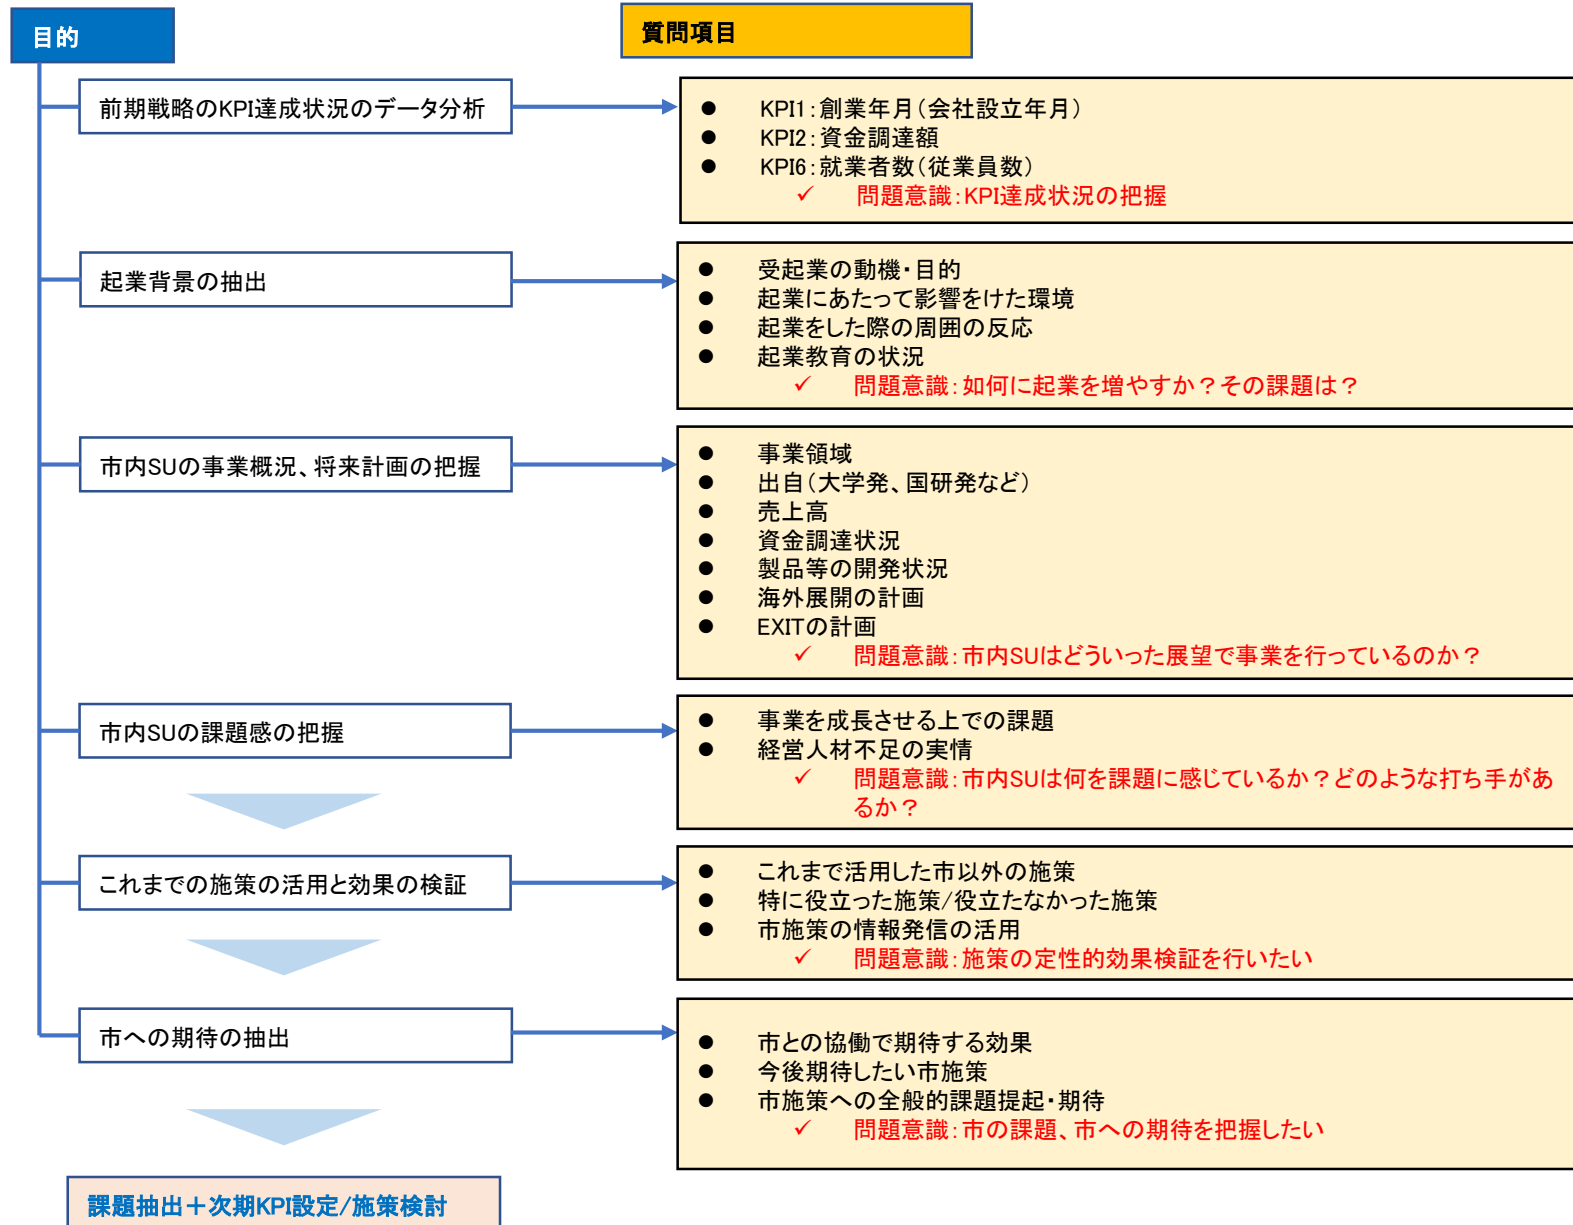 目的
質問項目
前期戦略のKPI達成状況のデータ分析
● KPI1：創業年月（会社設立年月）
● KPI2：資金調達額
● KPI6：就業者数（従業員数）
✓ 問題意識：KPI達成状況の把握
起業背景の抽出
● 受起業の動機・目的
● 起業にあたって影響をけた環境
● 起業をした際の周囲の反応
● 起業教育の状況
✓ 問題意識：如何に起業を増やすか？その課題は？
市内SUの事業概況、将来計画の把握
● 事業領域
● 出自（大学発、国研発など）
● 売上高
● 資金調達状況
● 製品等の開発状況
● 海外展開の計画
● EXITの計画
✓ 問題意識：市内SUはどういった展望で事業を行っているのか？
市内SUの課題感の把握
● 事業を成長させる上での課題
● 経営人材不足の実情
✓ 問題意識：市内SUは何を課題に感じているか？どのような打ち手があ
るか？
これまでの施策の活用と効果の検証
● これまで活用した市以外の施策
● 特に役立った施策/役立たなかった施策
● 市施策の情報発信の活用
✓ 問題意識：施策の定性的効果検証を行いたい
市への期待の抽出
● 市との協働で期待する効果
● 今後期待したい市施策
● 市施策への全般的課題提起・期待
✓ 問題意識：市の課題、市への期待を把握したい
課題抽出＋次期KPI設定/施策検討